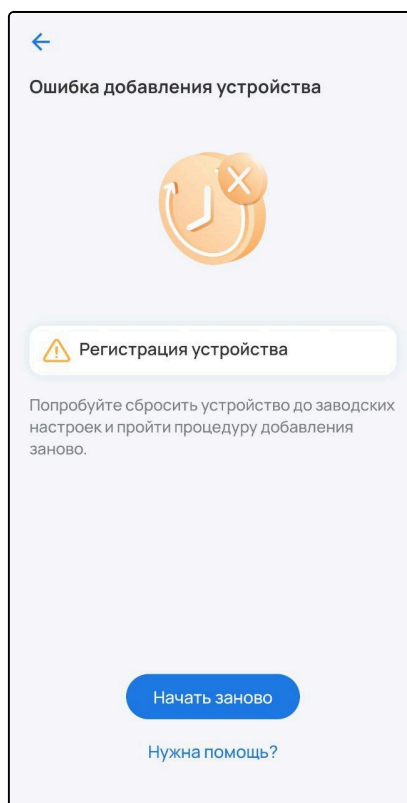 Ошибка добавления устройства
Регистрация устройства
Попробуйте сбросить устройство до заводских
настроек и пройти процедуру добавления
заново.
Начать заново
Нужна помощь?